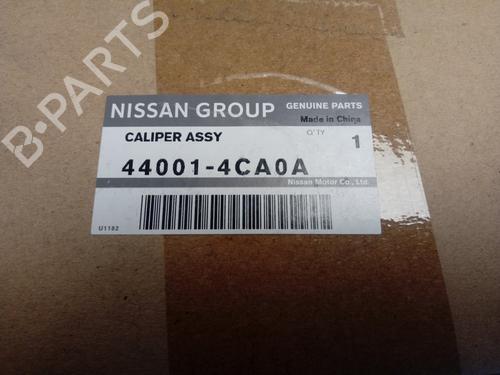 B-PARTS
NISSAN GROUP
GENUINE PARTS
Made in China
CALIPER ASSY
Q'TY
1
44001-4CA0A
Nissan Motor Co., Ltd.
U1182